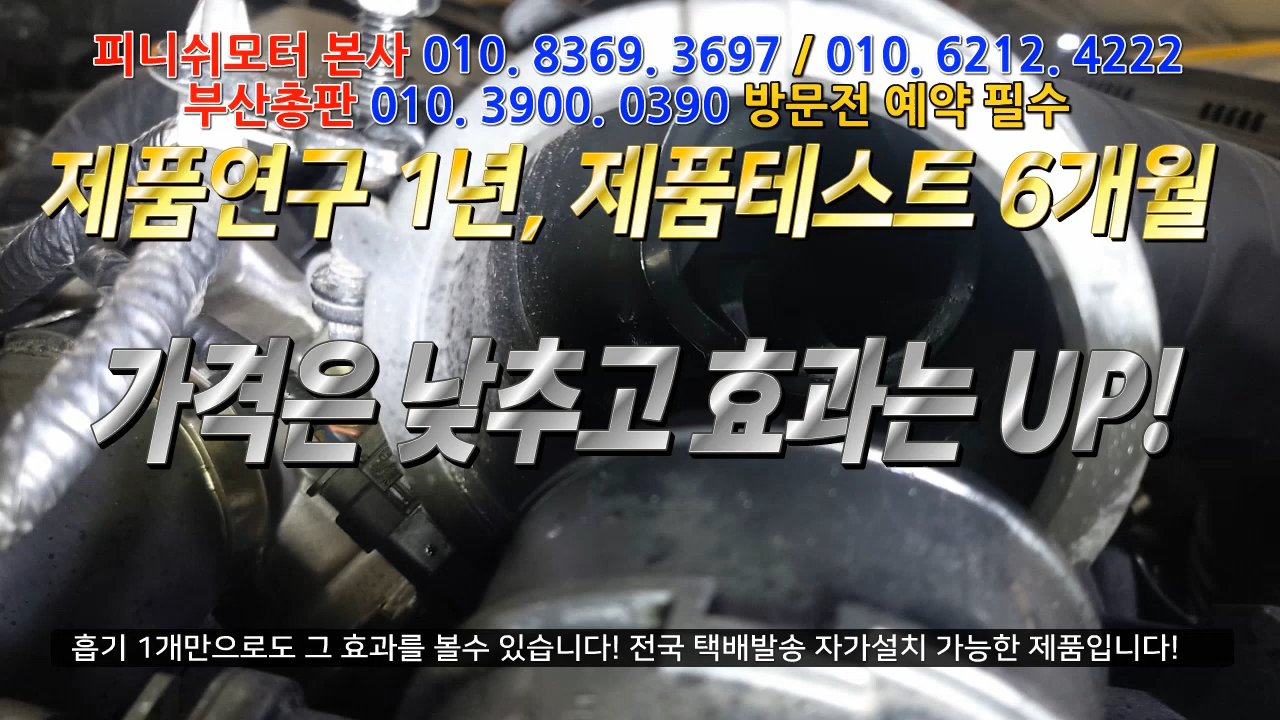 피니쉬모터 본사 010. 8369. 3697 / 010. 6212. 4222
부산총판 010. 3900. 0390 방문전 예약 필수
제품연구 1년, 제품테스트 6개월
가격은 낮추고 효과는 UP!
흡기 1개만으로도 그 효과를 볼수 있습니다! 전국 택배발송 자가설치 가능한 제품입니다!